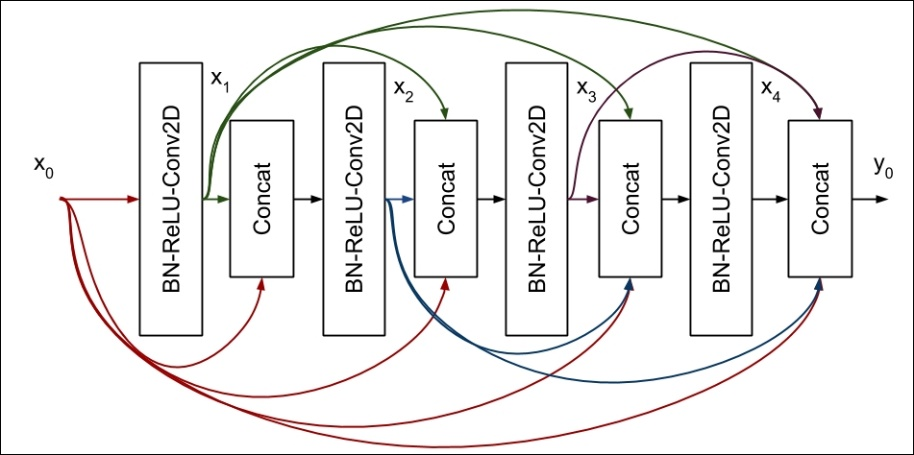 x0
BN-ReLU-Conv2D
x1
Concat
BN-ReLU-Conv2D
x2
Concat
BN-ReLU-Conv2D
x3
Concat
BN-ReLU-Conv2D
x4
Concat
y0